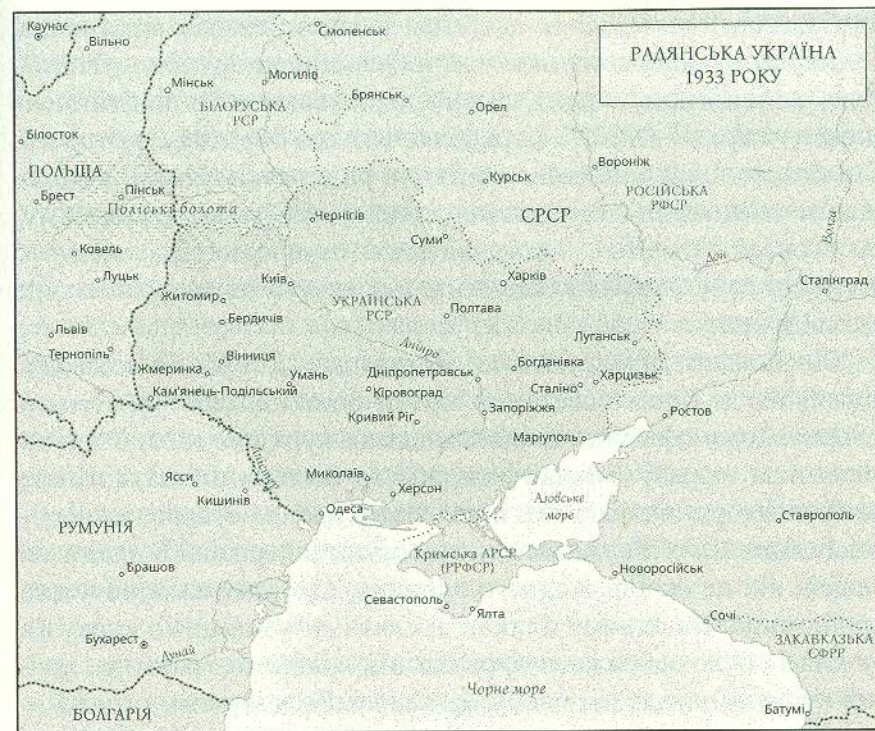 РАДЯНСЬКА УКРАЇНА
1933 РОКУ
Каунас
Вільно
Смоленськ
Мінськ
Могилів
Брянськ
Орел
БІЛОРУСЬКА
РСР
Білосток
ПОЛЬЩА
Пінськ
Брест
Поліські болота
Чернігів
Курськ
Вороніж
РОСІЙСЬКА
РФСР
СРСР
Суми
Волга
Дон
Сталінград
Ковель
Луцьк
Київ
Харків
Житомир
УКРАЇНСЬКА
РСР
Полтава
Бердичів
Львів
Тернопіль
Дніпро
Луганськ
Вінниця
Жмеринка
Богданівка
Умань
Дніпропетровськ
Харцизьк
Сталіно
Кам'янець-Подільський
Кіровоград
Запоріжжя
Кривий Ріг
Ростов
Маріуполь
Дністер
Ясси
Кишинів
Миколаїв
Херсон
Одеса
Азовське
море
Ставрополь
РУМУНІЯ
Кримська АРСР
(РРФСР)
Брашов
Новоросійськ
Севастополь
Ялта
Сочі
Бухарест
Дунай
ЗАКАВКАЗЬКА
СФРР
Чорне море
БОЛГАРІЯ
Батумі